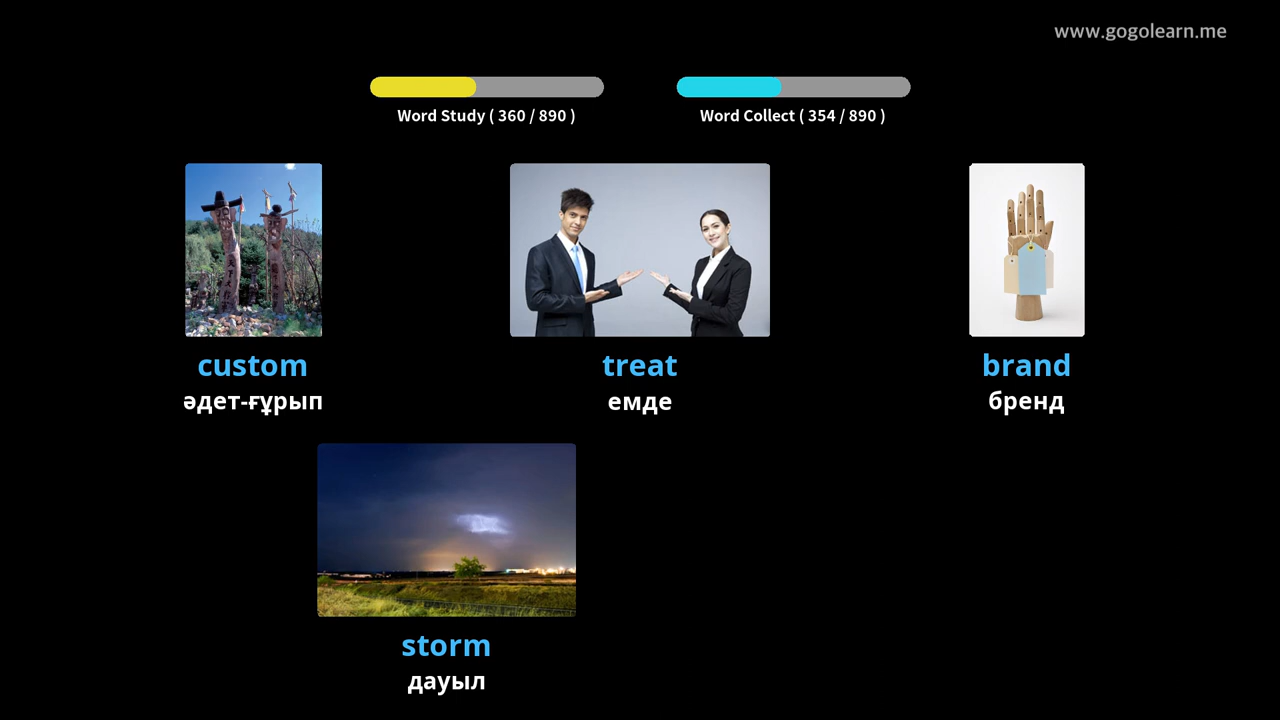 www.gogolearn.me
Word Study ( 360 / 890 )
Word Collect ( 354 / 890 )
custom
әдет-ғұрып
treat
емде
brand
бренд
storm
дауыл